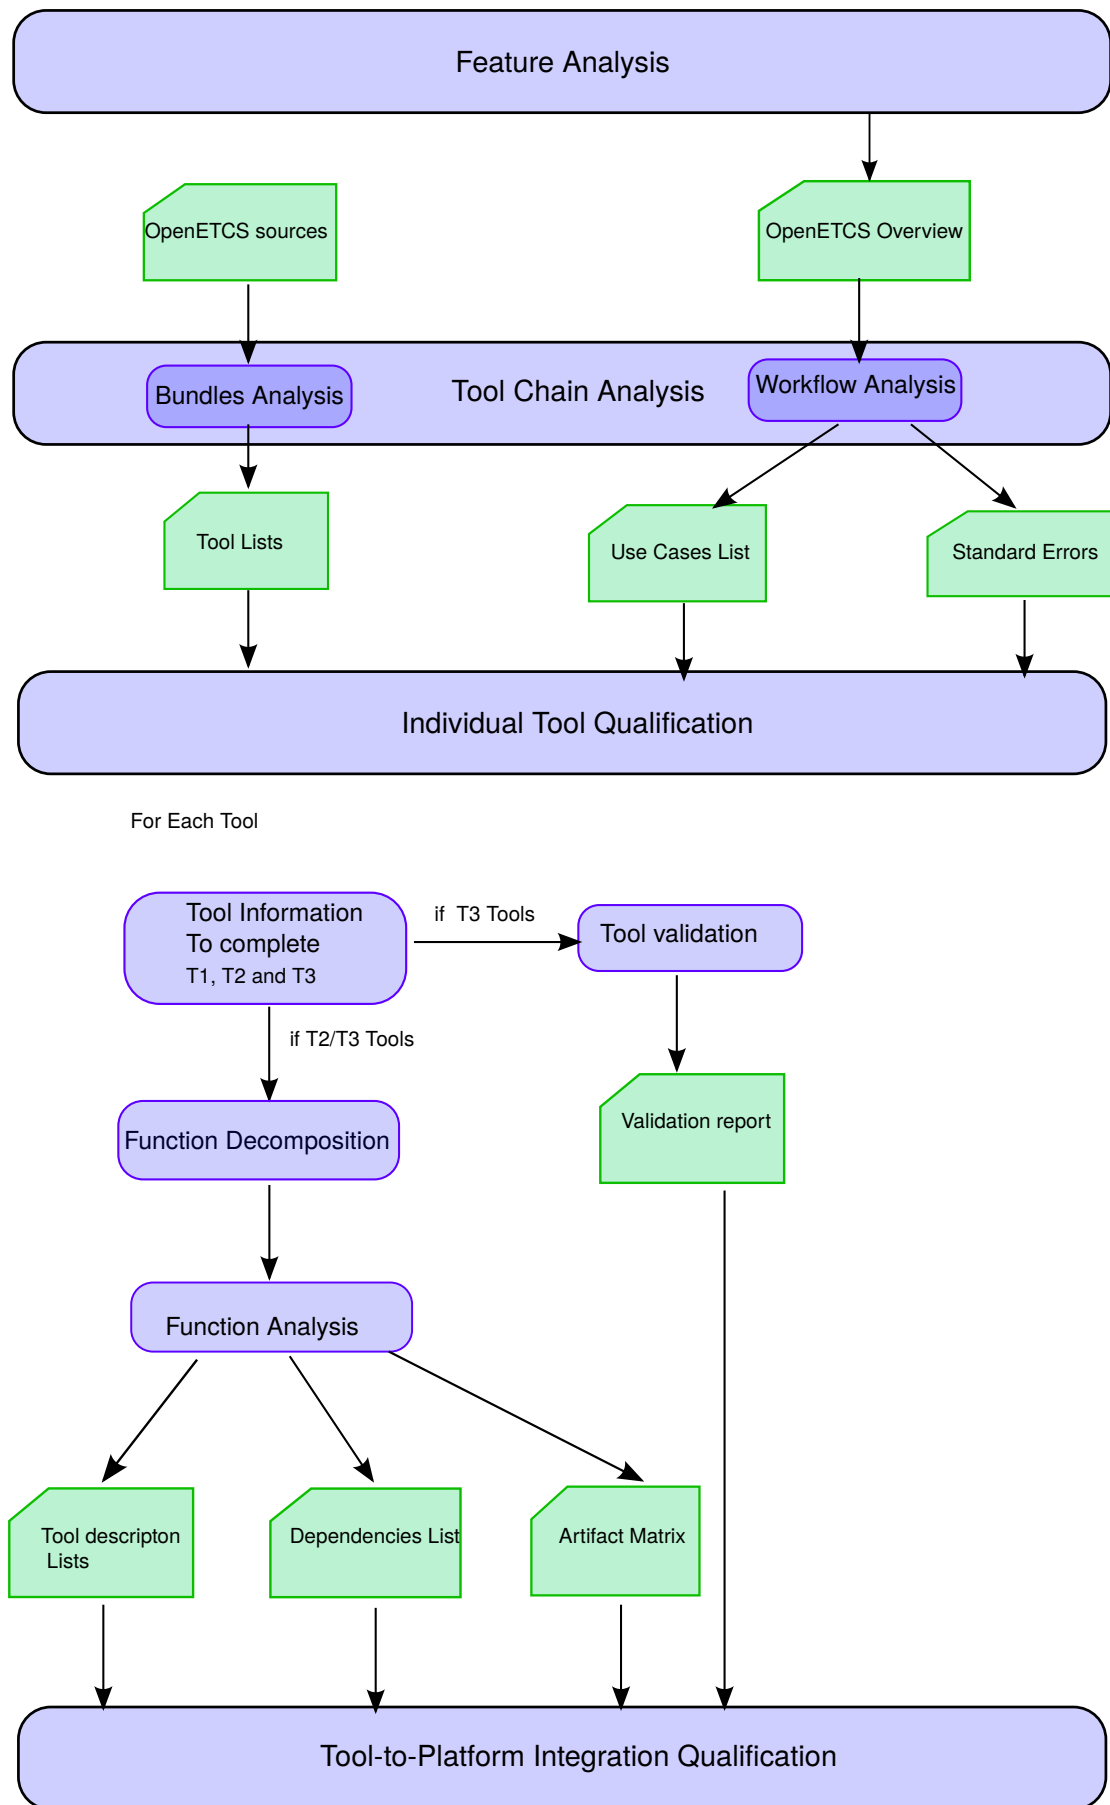 Feature Analysis
OpenETCS sources
OpenETCS Overview
Bundles Analysis
Tool Chain Analysis
Workflow Analysis
Tool Lists
Use Cases List
Standard Errors
Individual Tool Qualification
For Each Tool
Tool Information
To complete
T1, T2 and T3
if T3 Tools
Tool validation
if T2/T3 Tools
Function Decomposition
Validation report
Function Analysis
Tool descripton
Lists
Dependencies List
Artifact Matrix
Tool-to-Platform Integration Qualification